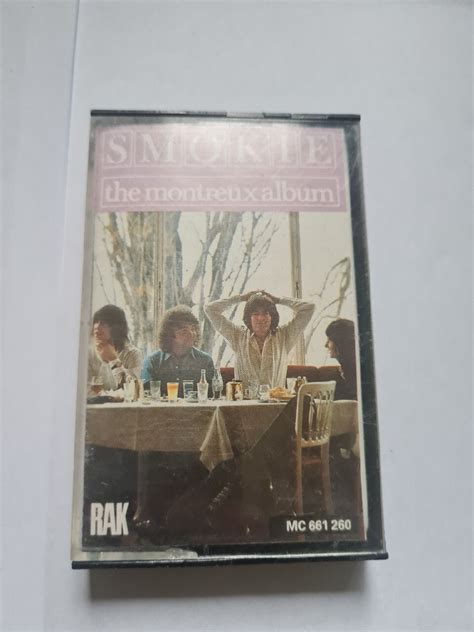 SMOKIE
the montreux album
RAK
MC 661 260